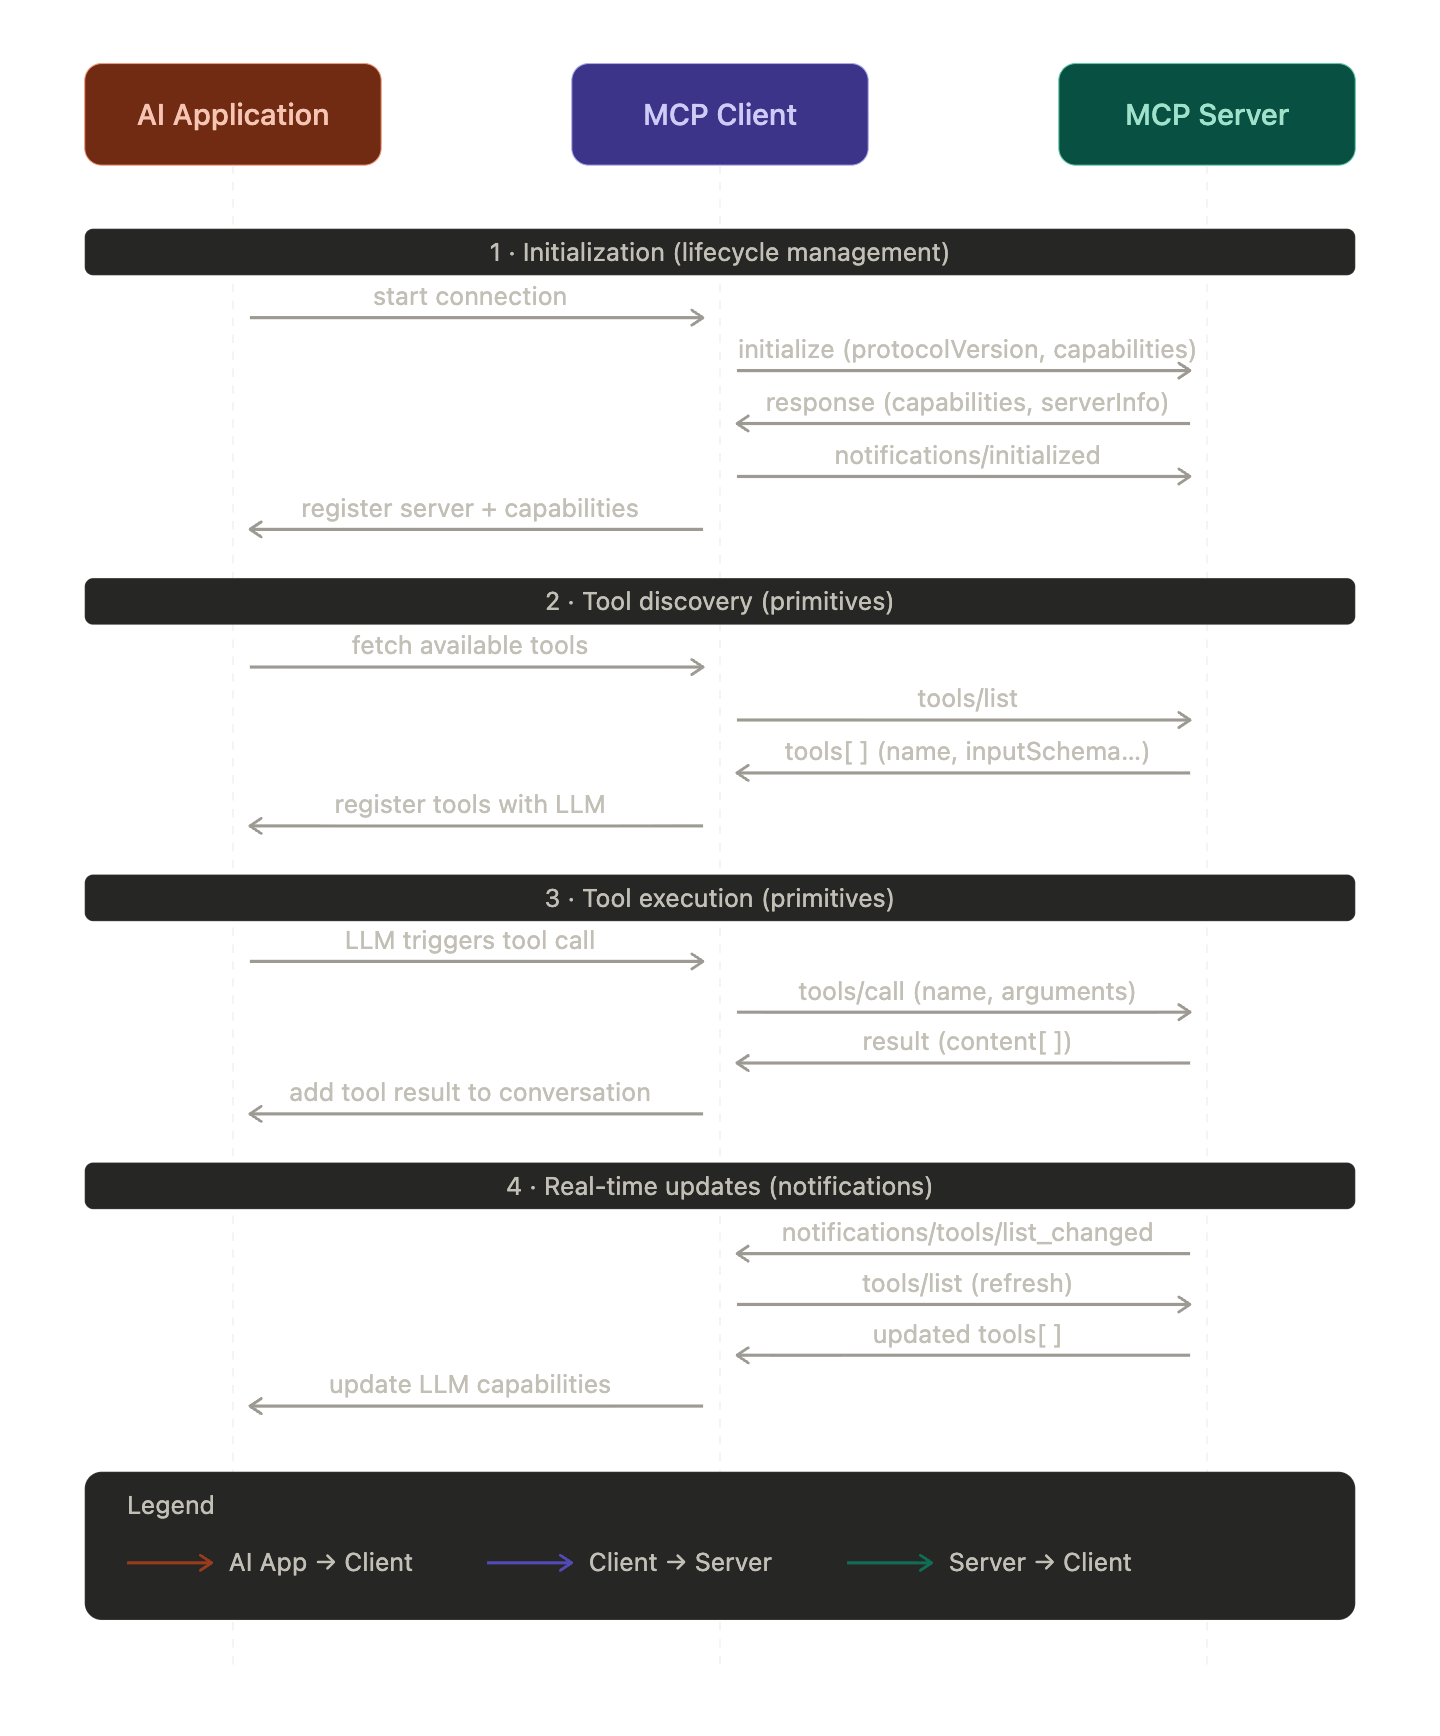 AI Application
MCP Client
MCP Server
1 · Initialization (lifecycle management)
start connection
initialize (protocolVersion, capabilities)
response (capabilities, serverInfo)
notifications/initialized
register server + capabilities
2 · Tool discovery (primitives)
fetch available tools
tools/list
tools[ ] (name, inputSchema...)
register tools with LLM
3 · Tool execution (primitives)
LLM triggers tool call
tools/call (name, arguments)
result (content[ ])
add tool result to conversation
4 · Real-time updates (notifications)
notifications/tools/list_changed
tools/list (refresh)
updated tools[ ]
update LLM capabilities
Legend
AI App → Client
Client → Server
Server → Client